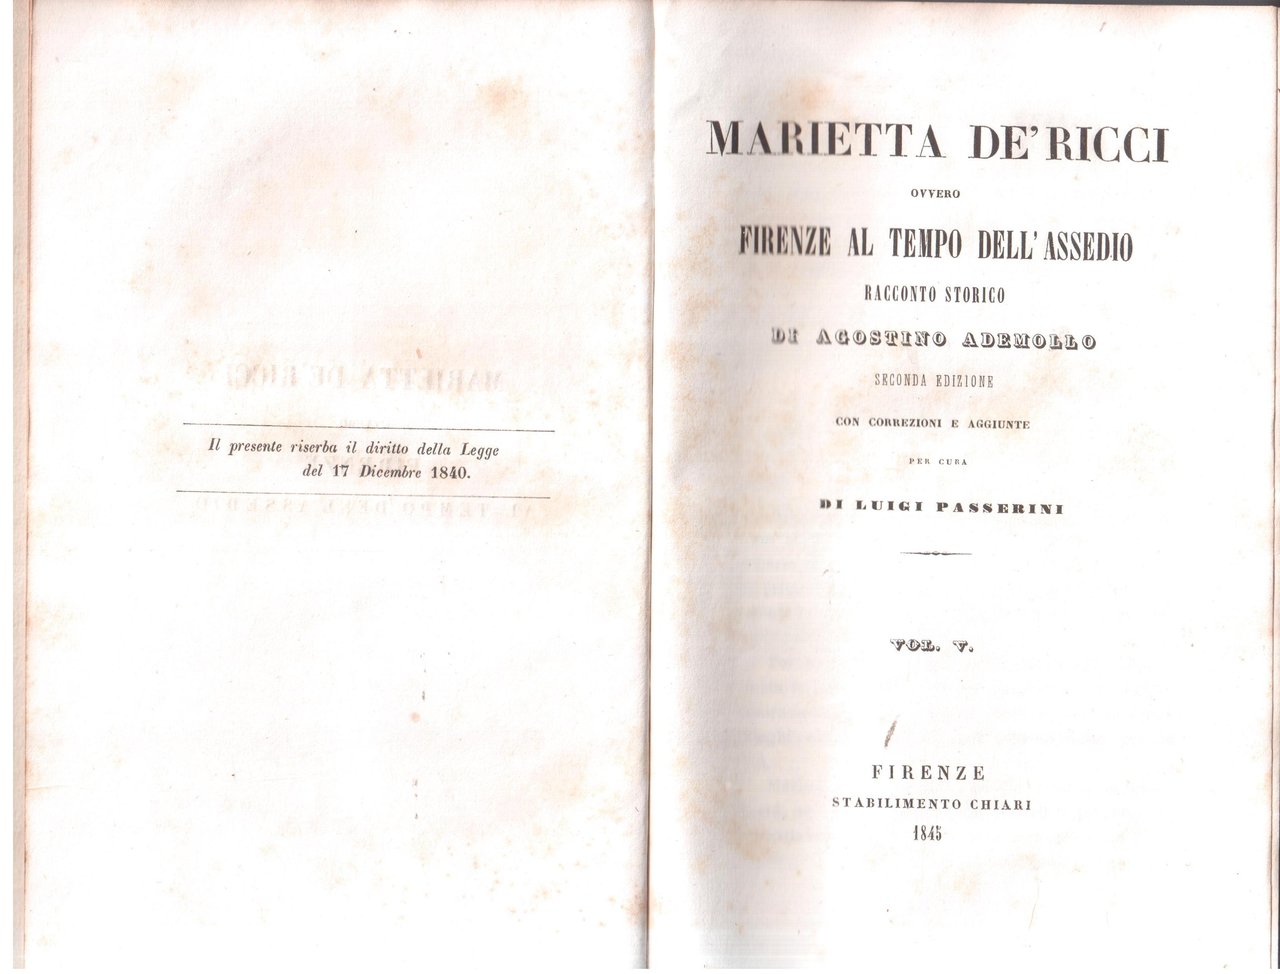 Il presente riserba il diritto della Legge
del 17 Dicembre 1840.
MARIETTA DE' RICCI
OVVERO
FIRENZE AL TEMPO DELL'ASSEDIO
RACCONTO STORICO
DI AGOSTINO ADEMOLLO
SECONDA EDIZIONE
CON CORREZIONI E AGGIUNTE
PER CURA
DI LUIGI PASSERINI
VOL. V.
FIRENZE
STABILIMENTO CHIARI
1845